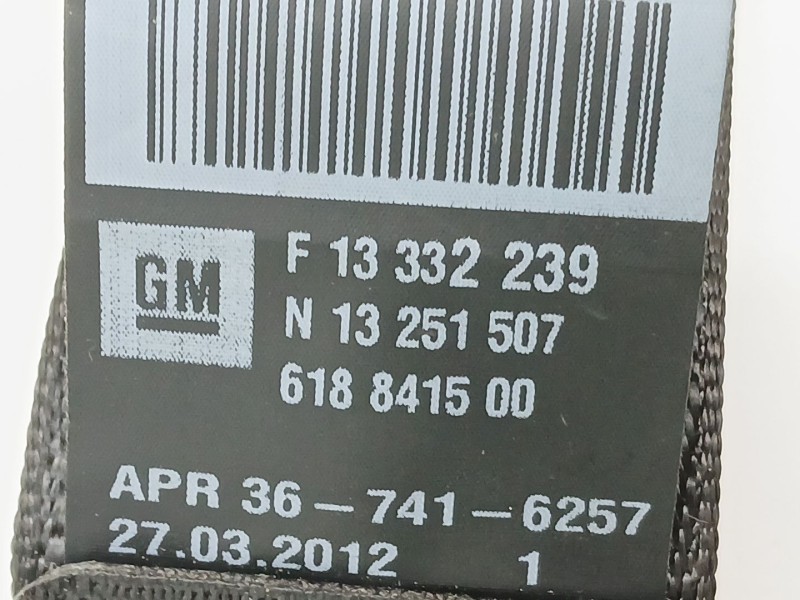 GM
F 13 332 239
N 13 251 507
618 8415 00
APR 36-741-6257
27.03.2012 1